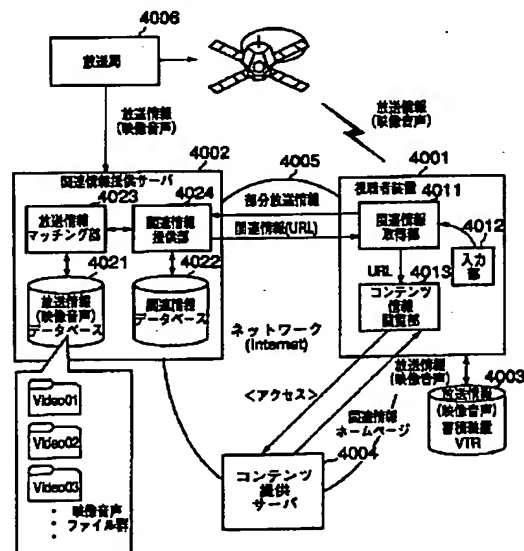 4006
放送局
放送情報
(映像音声)
放送情報
(映像音声)
4002
関連情報提供サーバ
4023
4024
放送情報
マッチング部
関連情報
提供部
4021
4022
放送情報
(映像音声)
データベース
関連情報
データベース
4005
部分放送情報
関連情報(URL)
4001
視聴者装置
4011
関連情報
取得部
4012
入力部
URL
4013
コンテンツ
情報
閲覧部
ネットワーク
(Internet)
放送情報
(映像音声)
4003
放送情報
(映像音声)
蓄積装置
VTR
<アクセス>
関連情報
ホームページ
4004
コンテンツ
提供
サーバ
Video01
Video02
Video03
・ 映像音声
・ ファイル群
・